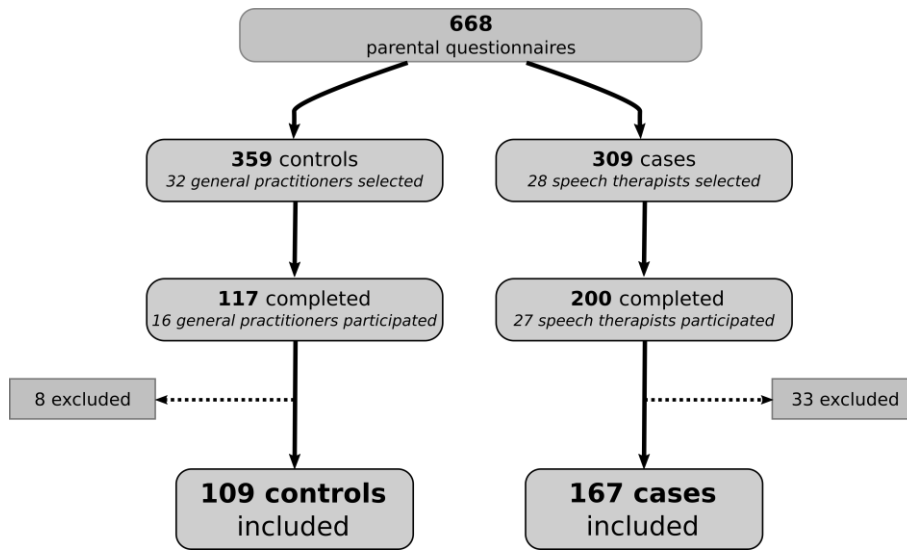 668
parental questionnaires
359 controls
32 general practitioners selected
309 cases
28 speech therapists selected
117 completed
16 general practitioners participated
200 completed
27 speech therapists participated
8 excluded
33 excluded
109 controls
included
167 cases
included